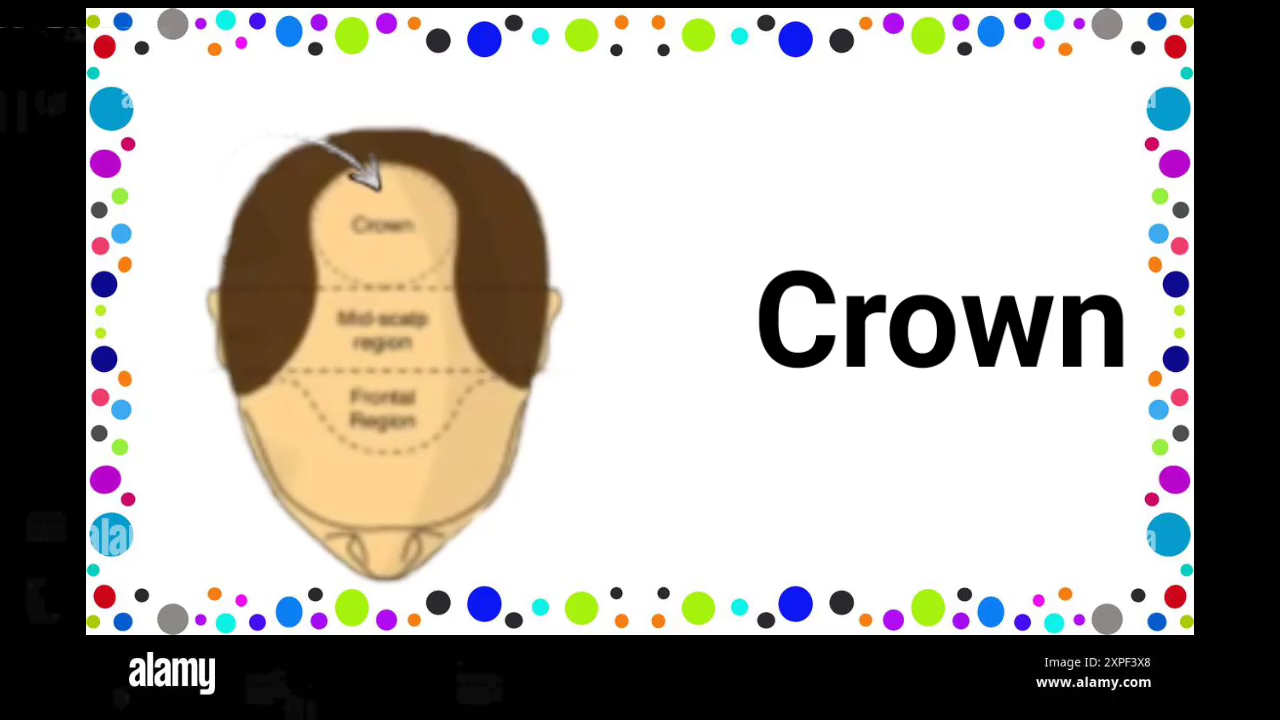 Crown
Mid-scalp
region
Frontal
Region
Crown
alamy
Image ID: 2XPF3X8
www.alamy.com